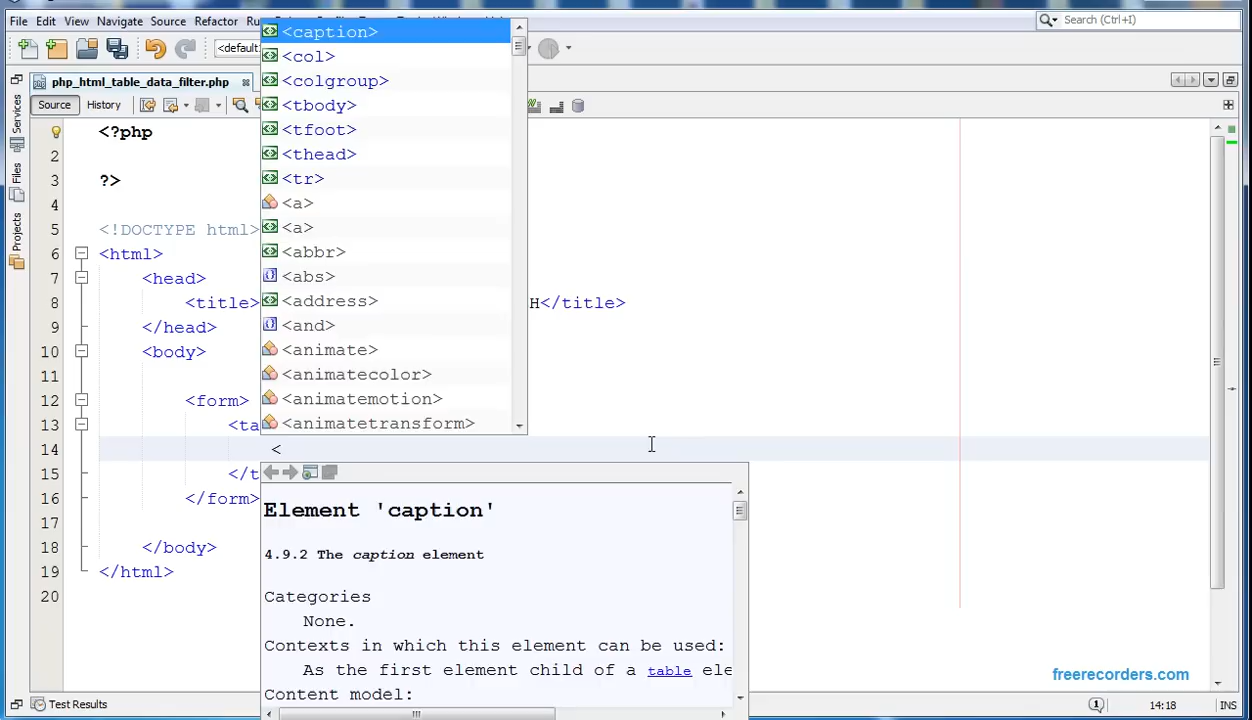 File Edit View Navigate Source Refactor Ru
Search (Ctrl+I)
<default
php_html_table_data_filter.php
Source History
Services
Files
Projects
<caption>
<col>
<colgroup>
<tbody>
<tfoot>
<thead>
<tr>
<a>
<a>
<abbr>
<abs>
<address>
<and>
<animate>
<animatecolor>
<animatemotion>
<animatetransform>
<?php
2
3 ?>
4
5 <!DOCTYPE html>
6 <html>
7 <head>
8 <title> H</title>
9 </head>
10 <body>
11
12 <form>
13 <ta
14 <
15 </t
16 </form>
17
18 </body>
19 </html>
20
Element 'caption'
4.9.2 The caption element
Categories
None.
Contexts in which this element can be used:
As the first element child of a table ele
Content model:
freerecorders.com
Test Results
1
14:18
INS